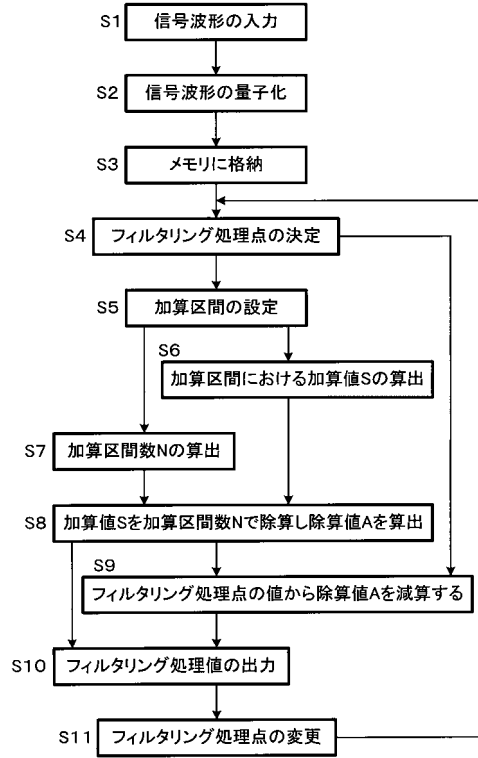 S1 信号波形の入力
S2 信号波形の量子化
S3 メモリに格納
S4 フィルタリング処理点の決定
S5 加算区間の設定
S6
加算区間における加算値Sの算出
S7 加算区間数Nの算出
S8 加算値Sを加算区間数Nで除算し除算値Aを算出
S9
フィルタリング処理点の値から除算値Aを減算する
S10 フィルタリング処理値の出力
S11 フィルタリング処理点の変更